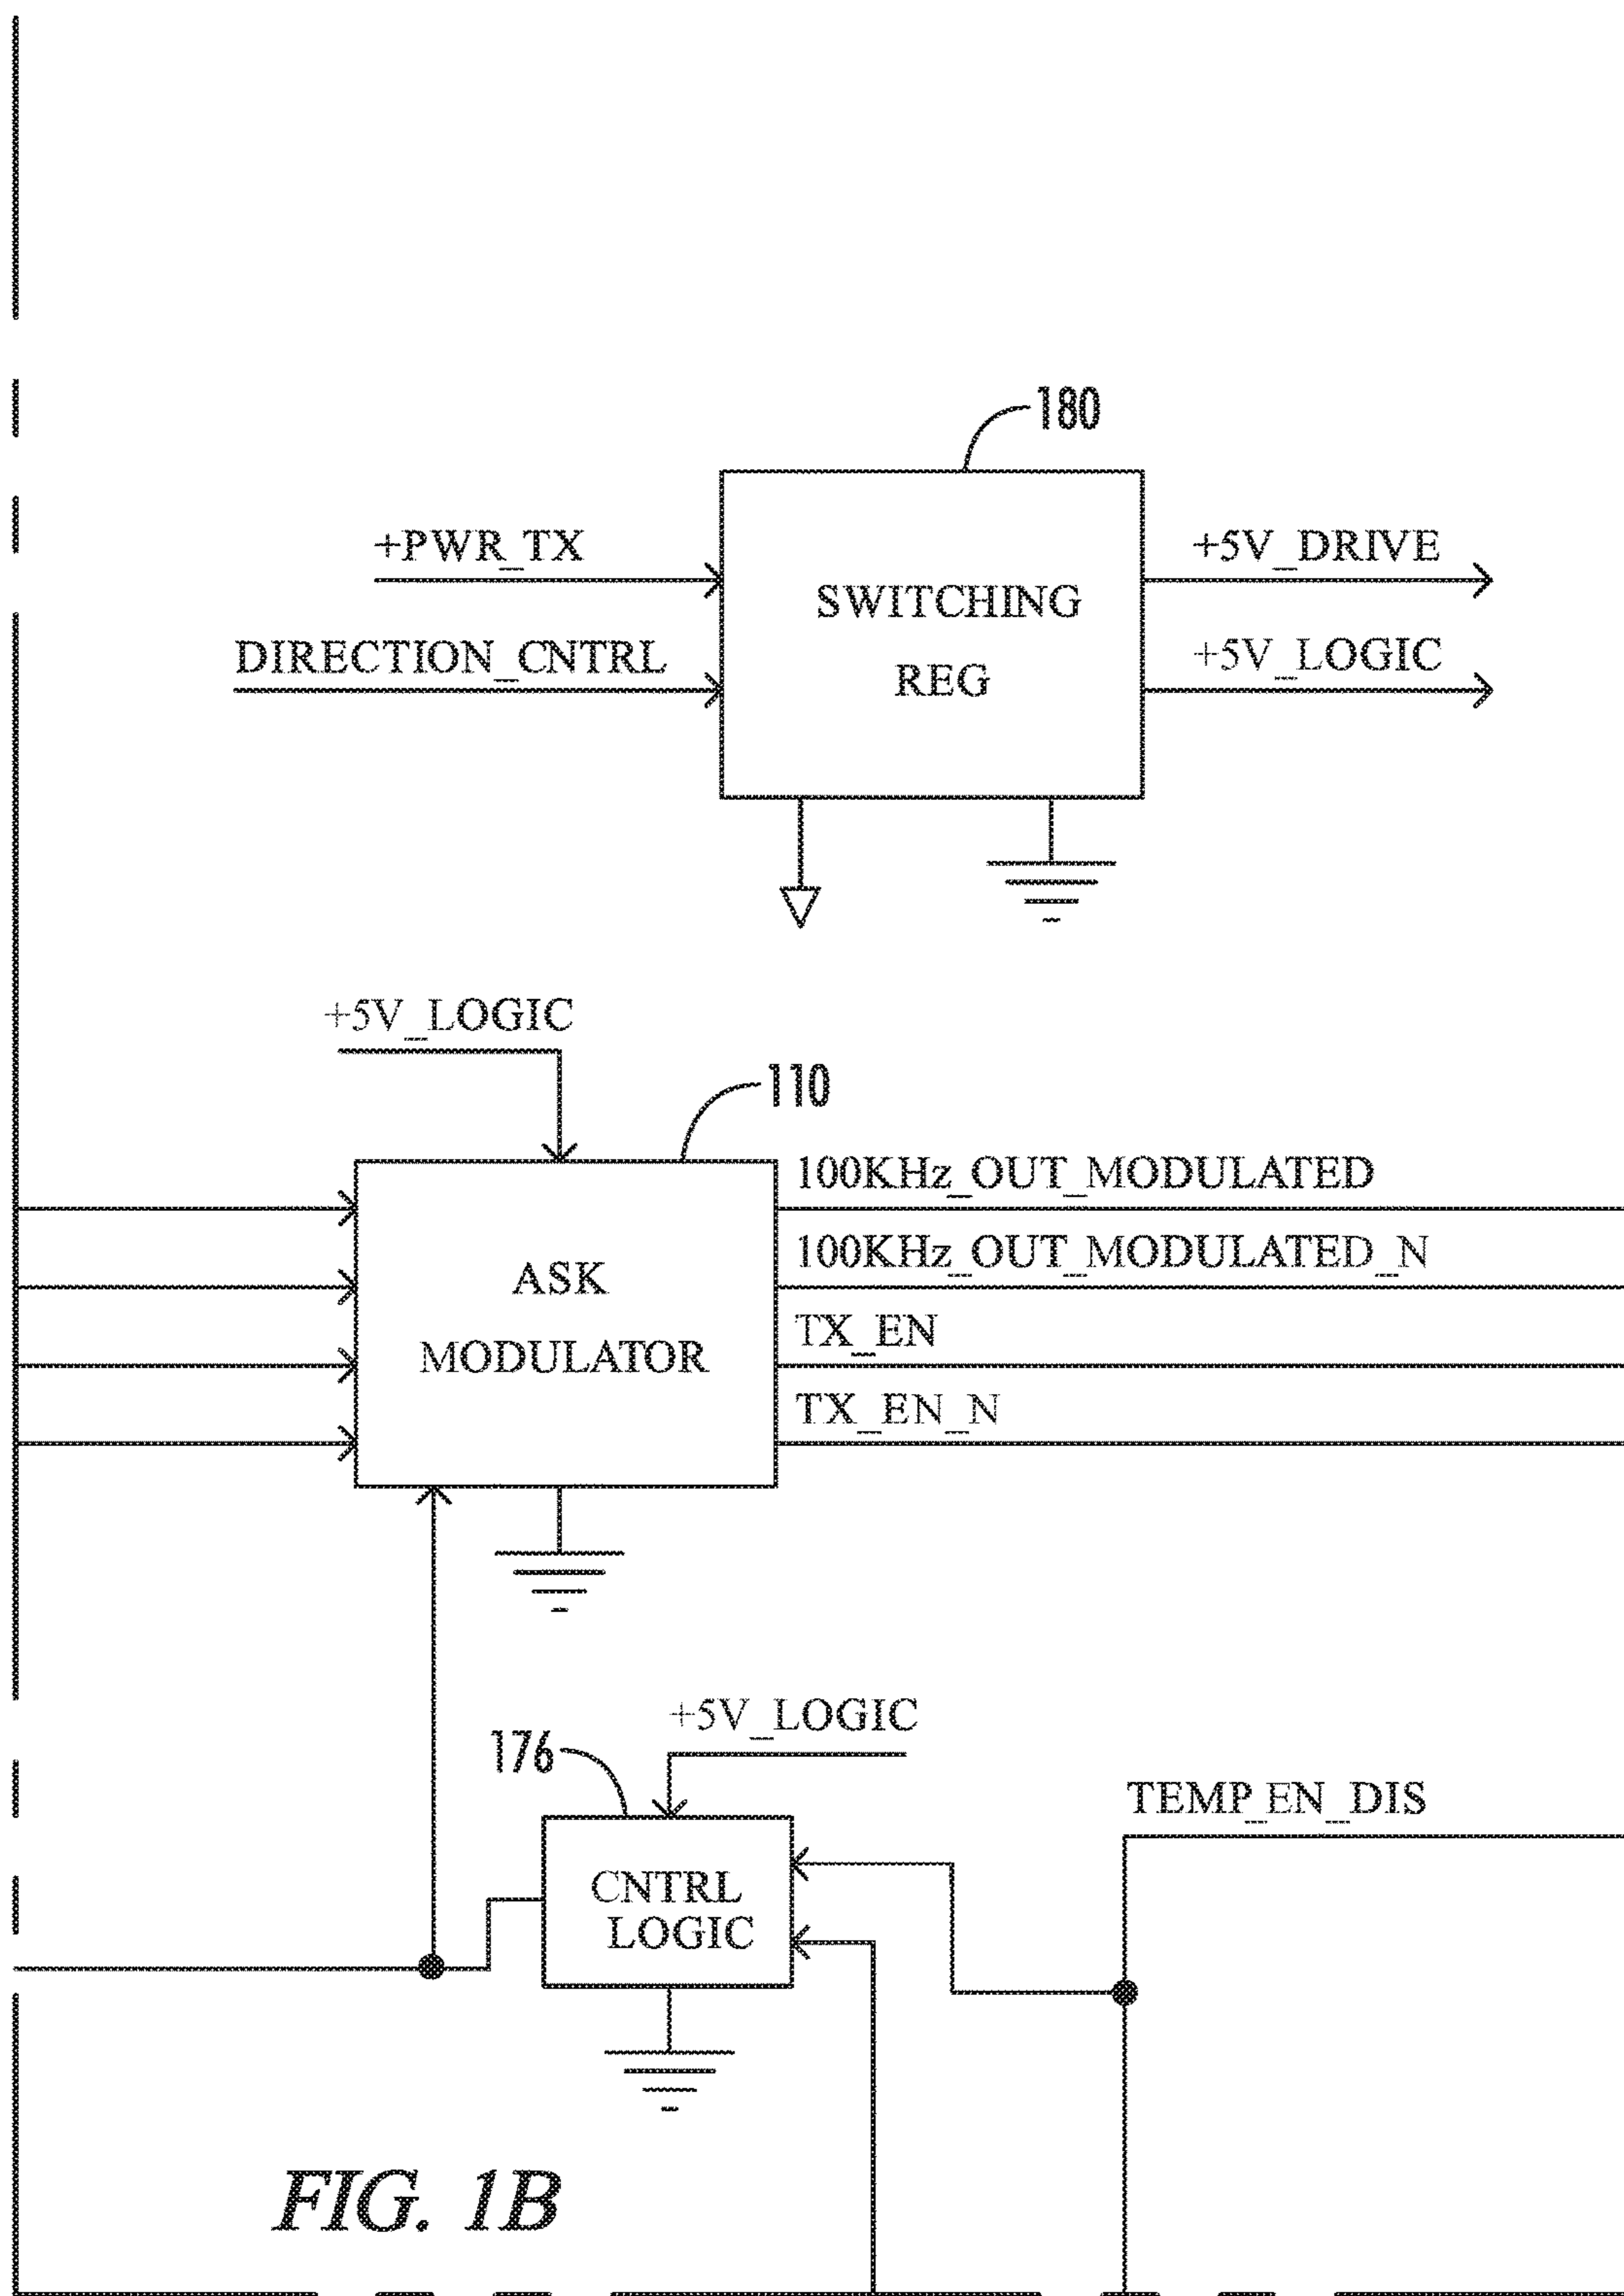 180
+PWR_TX
+5V_DRIVE
SWITCHING
DIRECTION_CNTRL
+5V_LOGIC
REG
+5V_LOGIC
110
100KHz_OUT_MODULATED
100KHz_OUT_MODULATED_N
ASK
TX_EN
MODULATOR
TX_EN_N
+5V_LOGIC
176
TEMP_EN_DIS
CNTRL
LOGIC
FIG. 1B